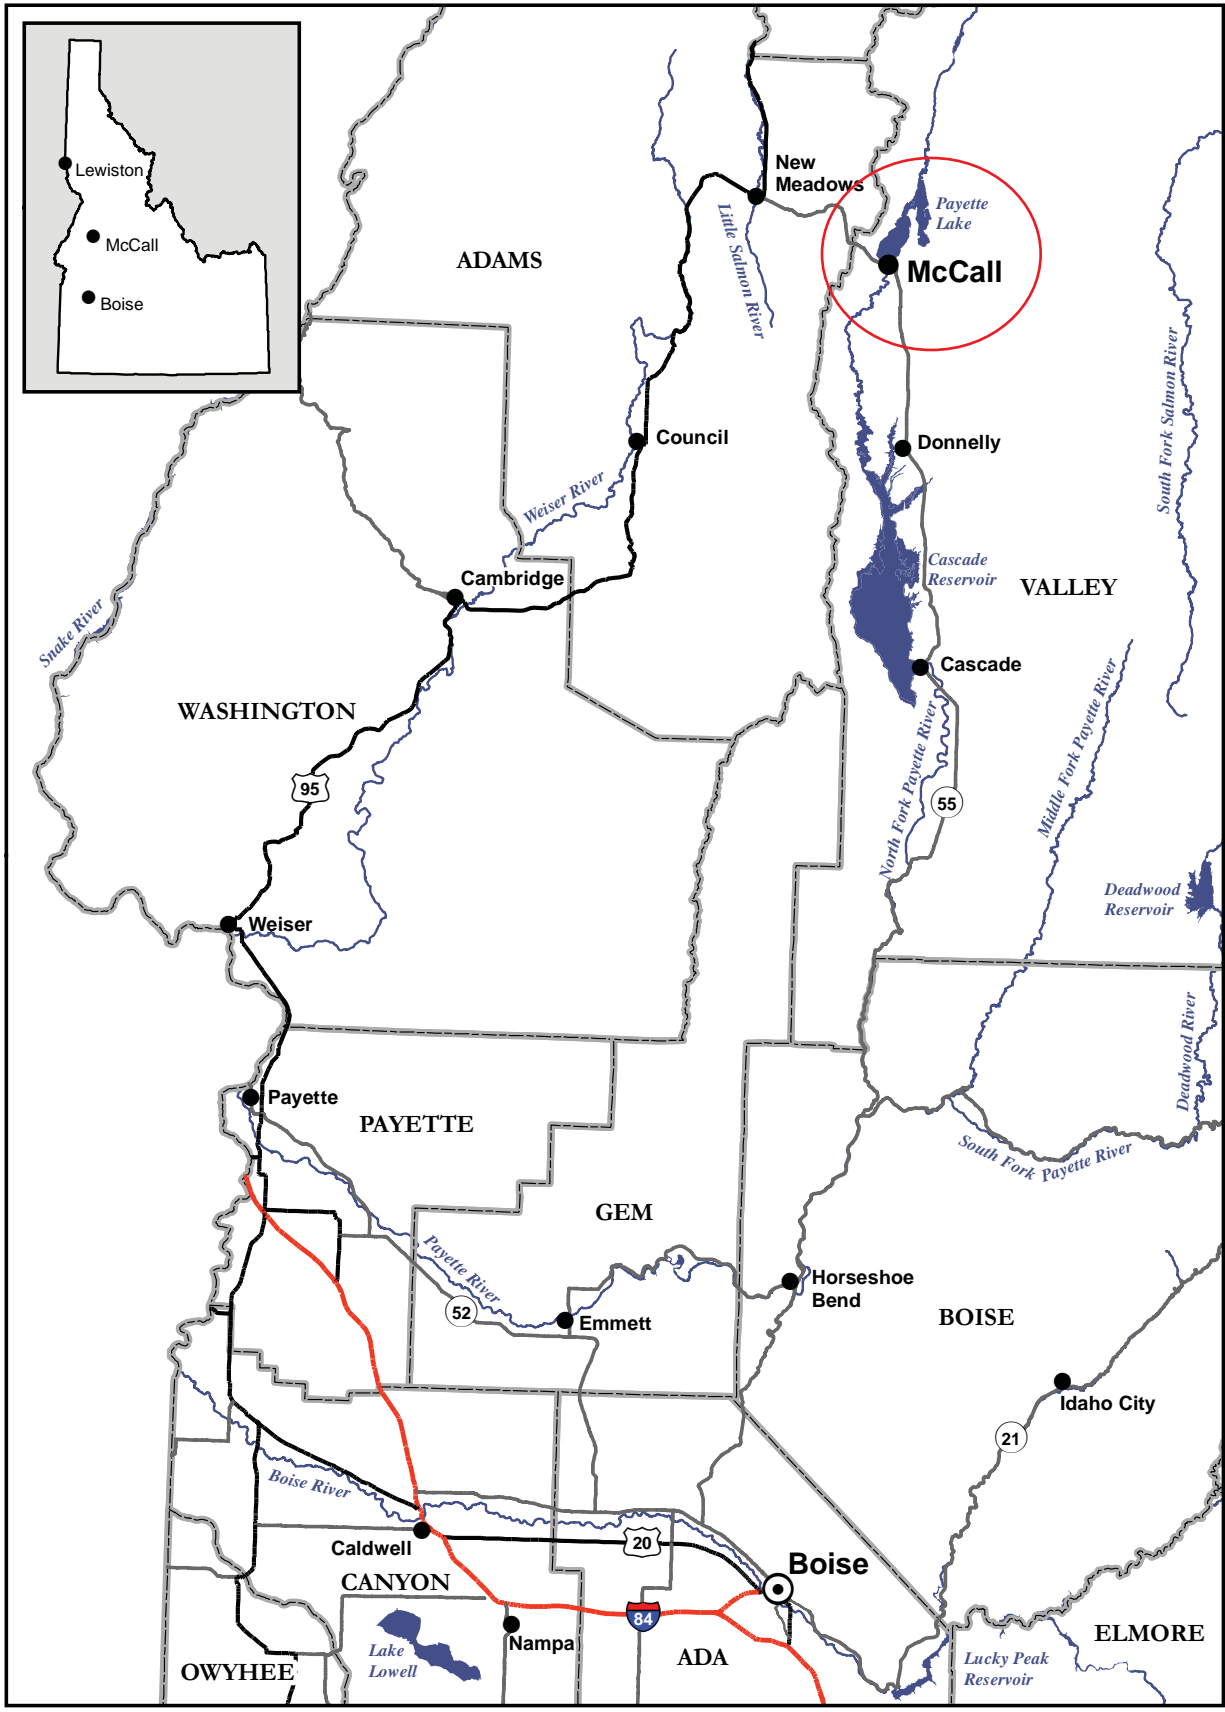 Lewiston
McCall
Boise
New
Meadows
Payette
Lake
McCall
Little Salmon River
ADAMS
South Fork Salmon River
Council
Donnelly
Weiser River
Cascade
Reservoir
Cambridge
VALLEY
Snake River
Cascade
WASHINGTON
Middle Fork Payette River
North Fork Payette River
95
55
Deadwood
Reservoir
Weiser
Deadwood River
Payette
PAYETTE
South Fork Payette River
GEM
Payette River
Horseshoe
Bend
52
Emmett
BOISE
Idaho City
21
Boise River
Caldwell
20
Boise
CANYON
84
Nampa
Lake
Lowell
ADA
ELMORE
OWYHEE
Lucky Peak
Reservoir